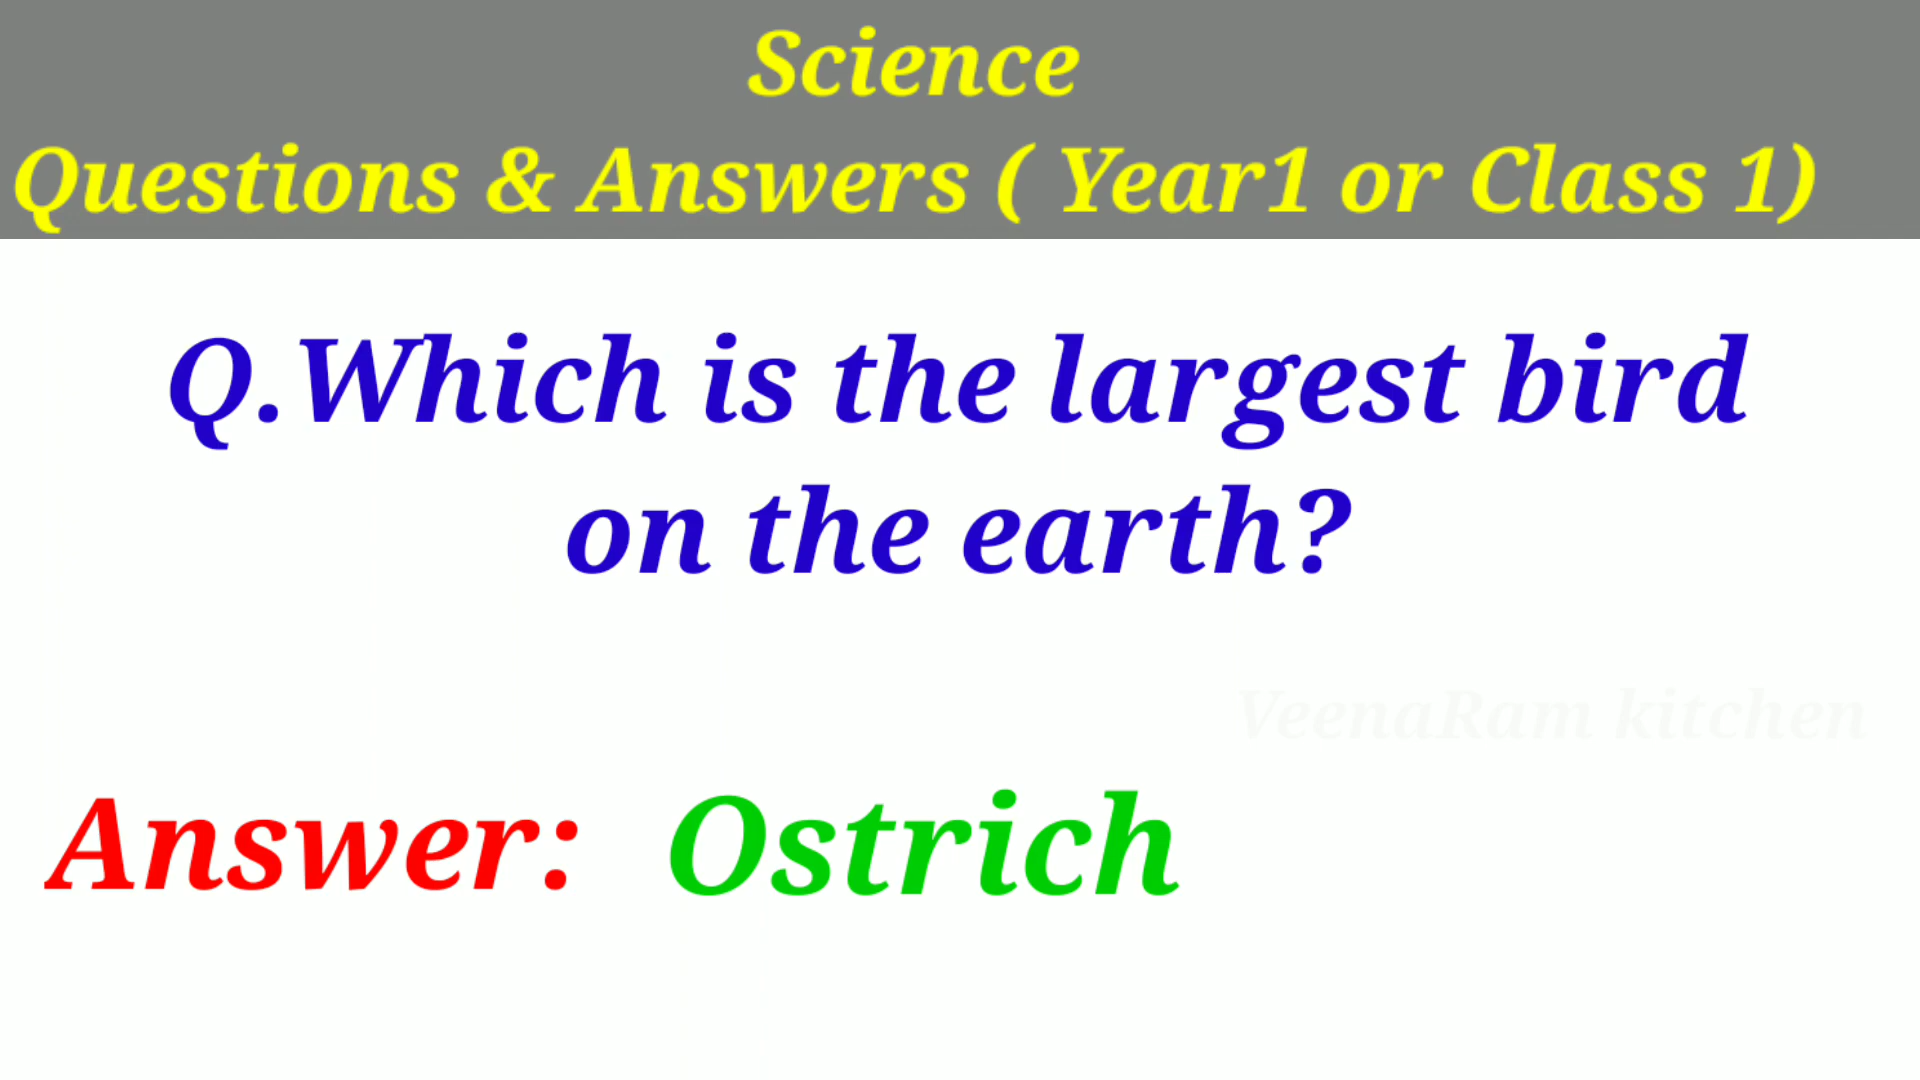 Science
Questions & Answers ( Year1 or Class 1)
Q.Which is the largest bird
on the earth?
VeenaRam kitchen
Answer: Ostrich